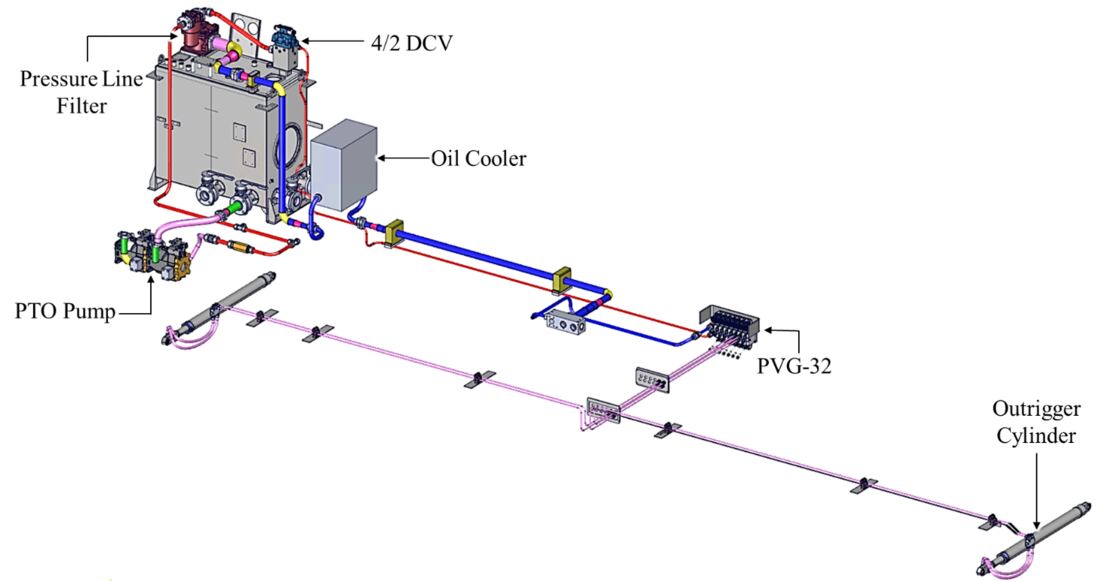 4/2 DCV
Pressure Line
Filter
Oil Cooler
PTO Pump
PVG-32
Outrigger
Cylinder